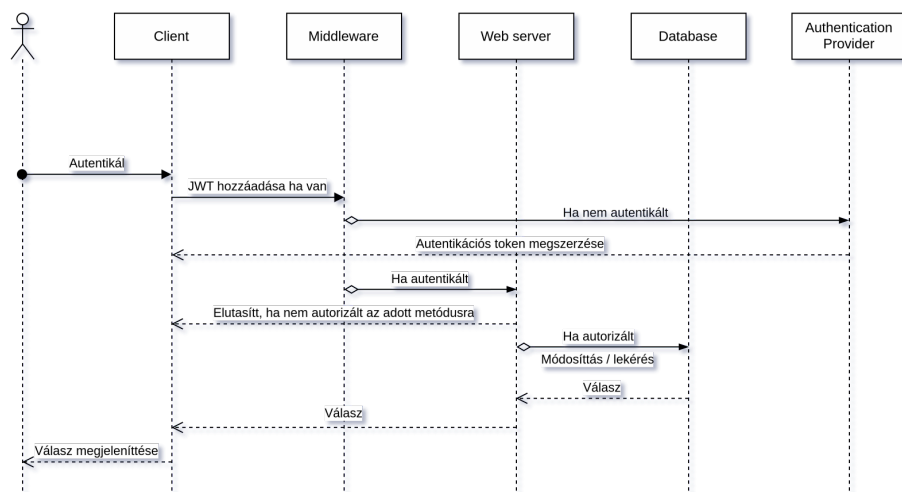 Client
Middleware
Web server
Database
Authentication
Provider
Autentikál
JWT hozzáadása ha van
Ha nem autentikált
Autentikációs token megszerzése
Ha autentikált
Elutasítt, ha nem autorizált az adott metódusra
Ha autorizált
Módosíttás / lekérés
Válasz
Válasz
Válasz megjeleníttése